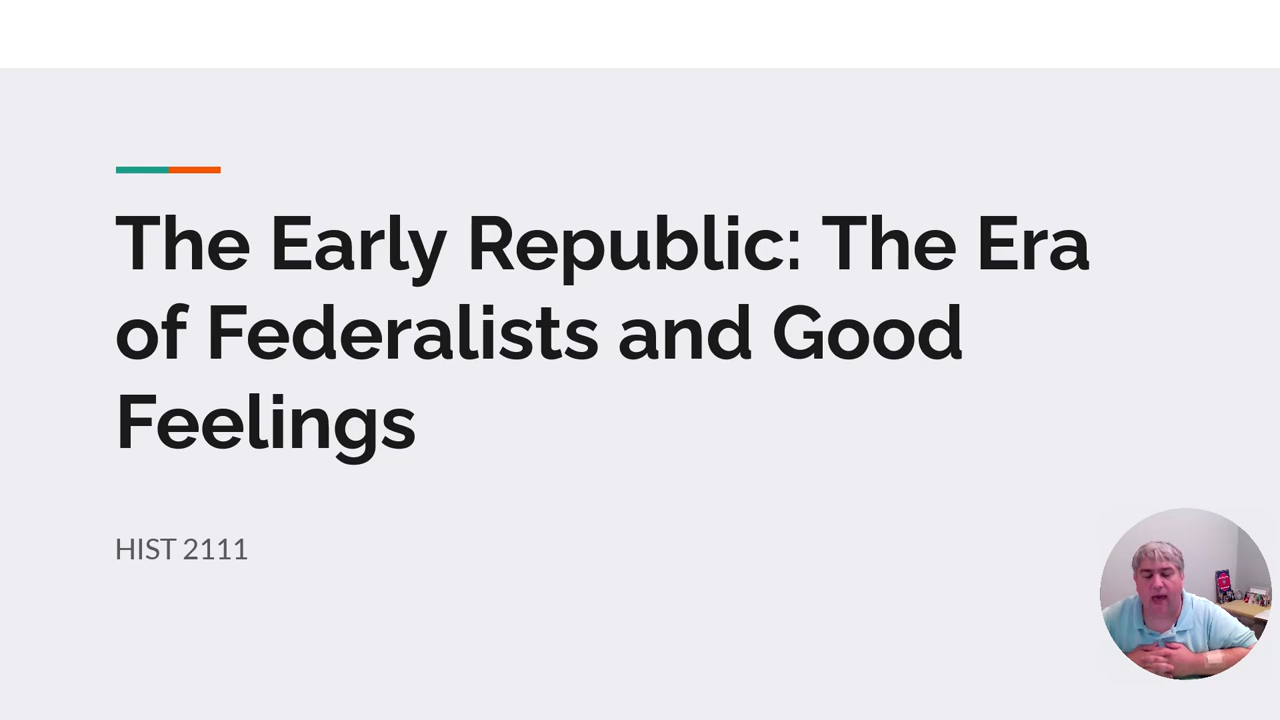 The Early Republic: The Era
of Federalists and Good
Feelings
HIST 2111